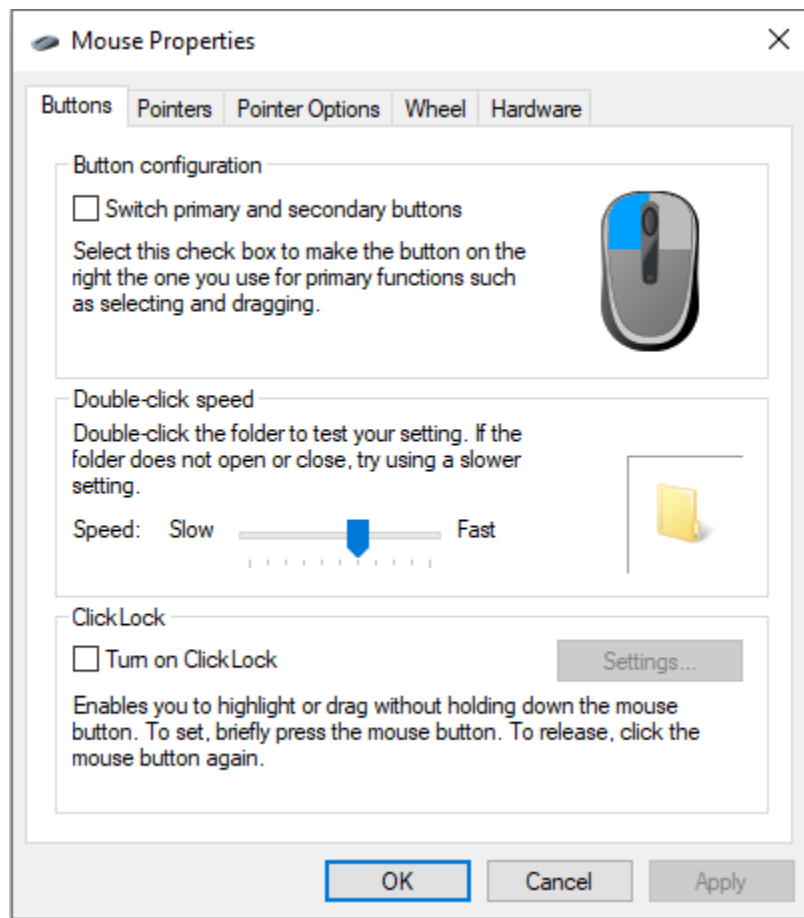 Mouse Properties
Buttons Pointers Pointer Options Wheel Hardware
Button configuration
Switch primary and secondary buttons
Select this check box to make the button on the
right the one you use for primary functions such
as selecting and dragging.
Double-click speed
Double-click the folder to test your setting. If the
folder does not open or close, try using a slower
setting.
Speed: Slow Fast
ClickLock
Turn on ClickLock Settings...
Enables you to highlight or drag without holding down the mouse
button. To set, briefly press the mouse button. To release, click the
mouse button again.
OK Cancel Apply